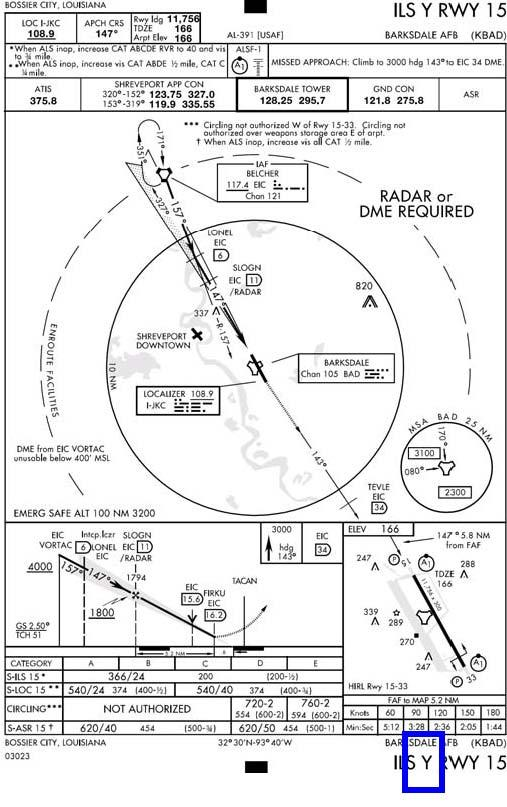 BOSSIER CITY, LOUISIANA
ILS Y RWY 15
LOC I-JKC
108.9
APCH CRS
147°
Rwy ldg 11,756
TDZE 166
Arpt Elev 166
AL-391 [USAF]
BARKSDALE AFB (KBAD)
*When ALS inop, increase CAT ABCDE RVR to 40 and vis
to ¾ mile.
**When ALS inop, increase vis CAT ABDE ½ mile, CAT C
¼ mile.
ALSF-1
A1
MISSED APPROACH: Climb to 3000 hdg 143° to EIC 34 DME.
ATIS
375.8
SHREVEPORT APP CON
320°-152° 123.75 327.0
153°-319° 119.9 335.55
BARKSDALE TOWER
128.25 295.7
GND CON
121.8 275.8
ASR
*** Circling not authorized W of Rwy 15-33. Circling not
authorized over weapons storage area E of arpt.
† When ALS inop, increase vis all CAT ½ mile.
171°
351°
IAF
BELCHER
117.4 EIC
Chan 121
327°
157°
RADAR or
DME REQUIRED
LONEL
EIC
6
SLOGN
EIC 11
/RADAR
147°
820
337
R-157
SHREVEPORT
DOWNTOWN
ENROUTE FACILITIES
10 NM
BARKSDALE
Chan 105 BAD
LOCALIZER 108.9
I-JKC
MSA BAD 25 NM
170°
3100
080°
2300
143°
DME from EIC VORTAC
unusable below 400' MSL
TEVLE
EIC
34
EMERG SAFE ALT 100 NM 3200
EIC
VORTAC
Intcp.lczr
6 LONEL
EIC
SLOGN
EIC 11
/RADAR
3000
hdg
143°
EIC
34
ELEV 166
147° 5.8 NM
from FAF
4000
157°
147°
1794
1800
EIC
15.6
FIRKU
EIC
16.2
TACAN
GS 2.50°
TCH 51
5.2 NM
.6
247
P
15
A1
TDZE
166
288
11,756 x 300
339
289
270
247
A1
33
P
HIRL Rwy 15-33
CATEGORY A B C D E
S-ILS 15* 366/24 200 (200-½)
S-LOC 15** 540/24 374 (400-½) 540/40 374 (400-¾)
CIRCLING*** NOT AUTHORIZED 720-2 554 (600-2) 760-2 594 (600-2)
S-ASR 15 † 620/40 454 (500-¾) 620/50 454 (500-1)
FAF to MAP 5.2 NM
Knots 60 90 120 150 180
Min:Sec 5:12 3:28 2:36 2:05 1:44
BOSSIER CITY, LOUISIANA
32°30'N-93°40'W
BARKSDALE AFB (KBAD)
03023
ILS Y RWY 15